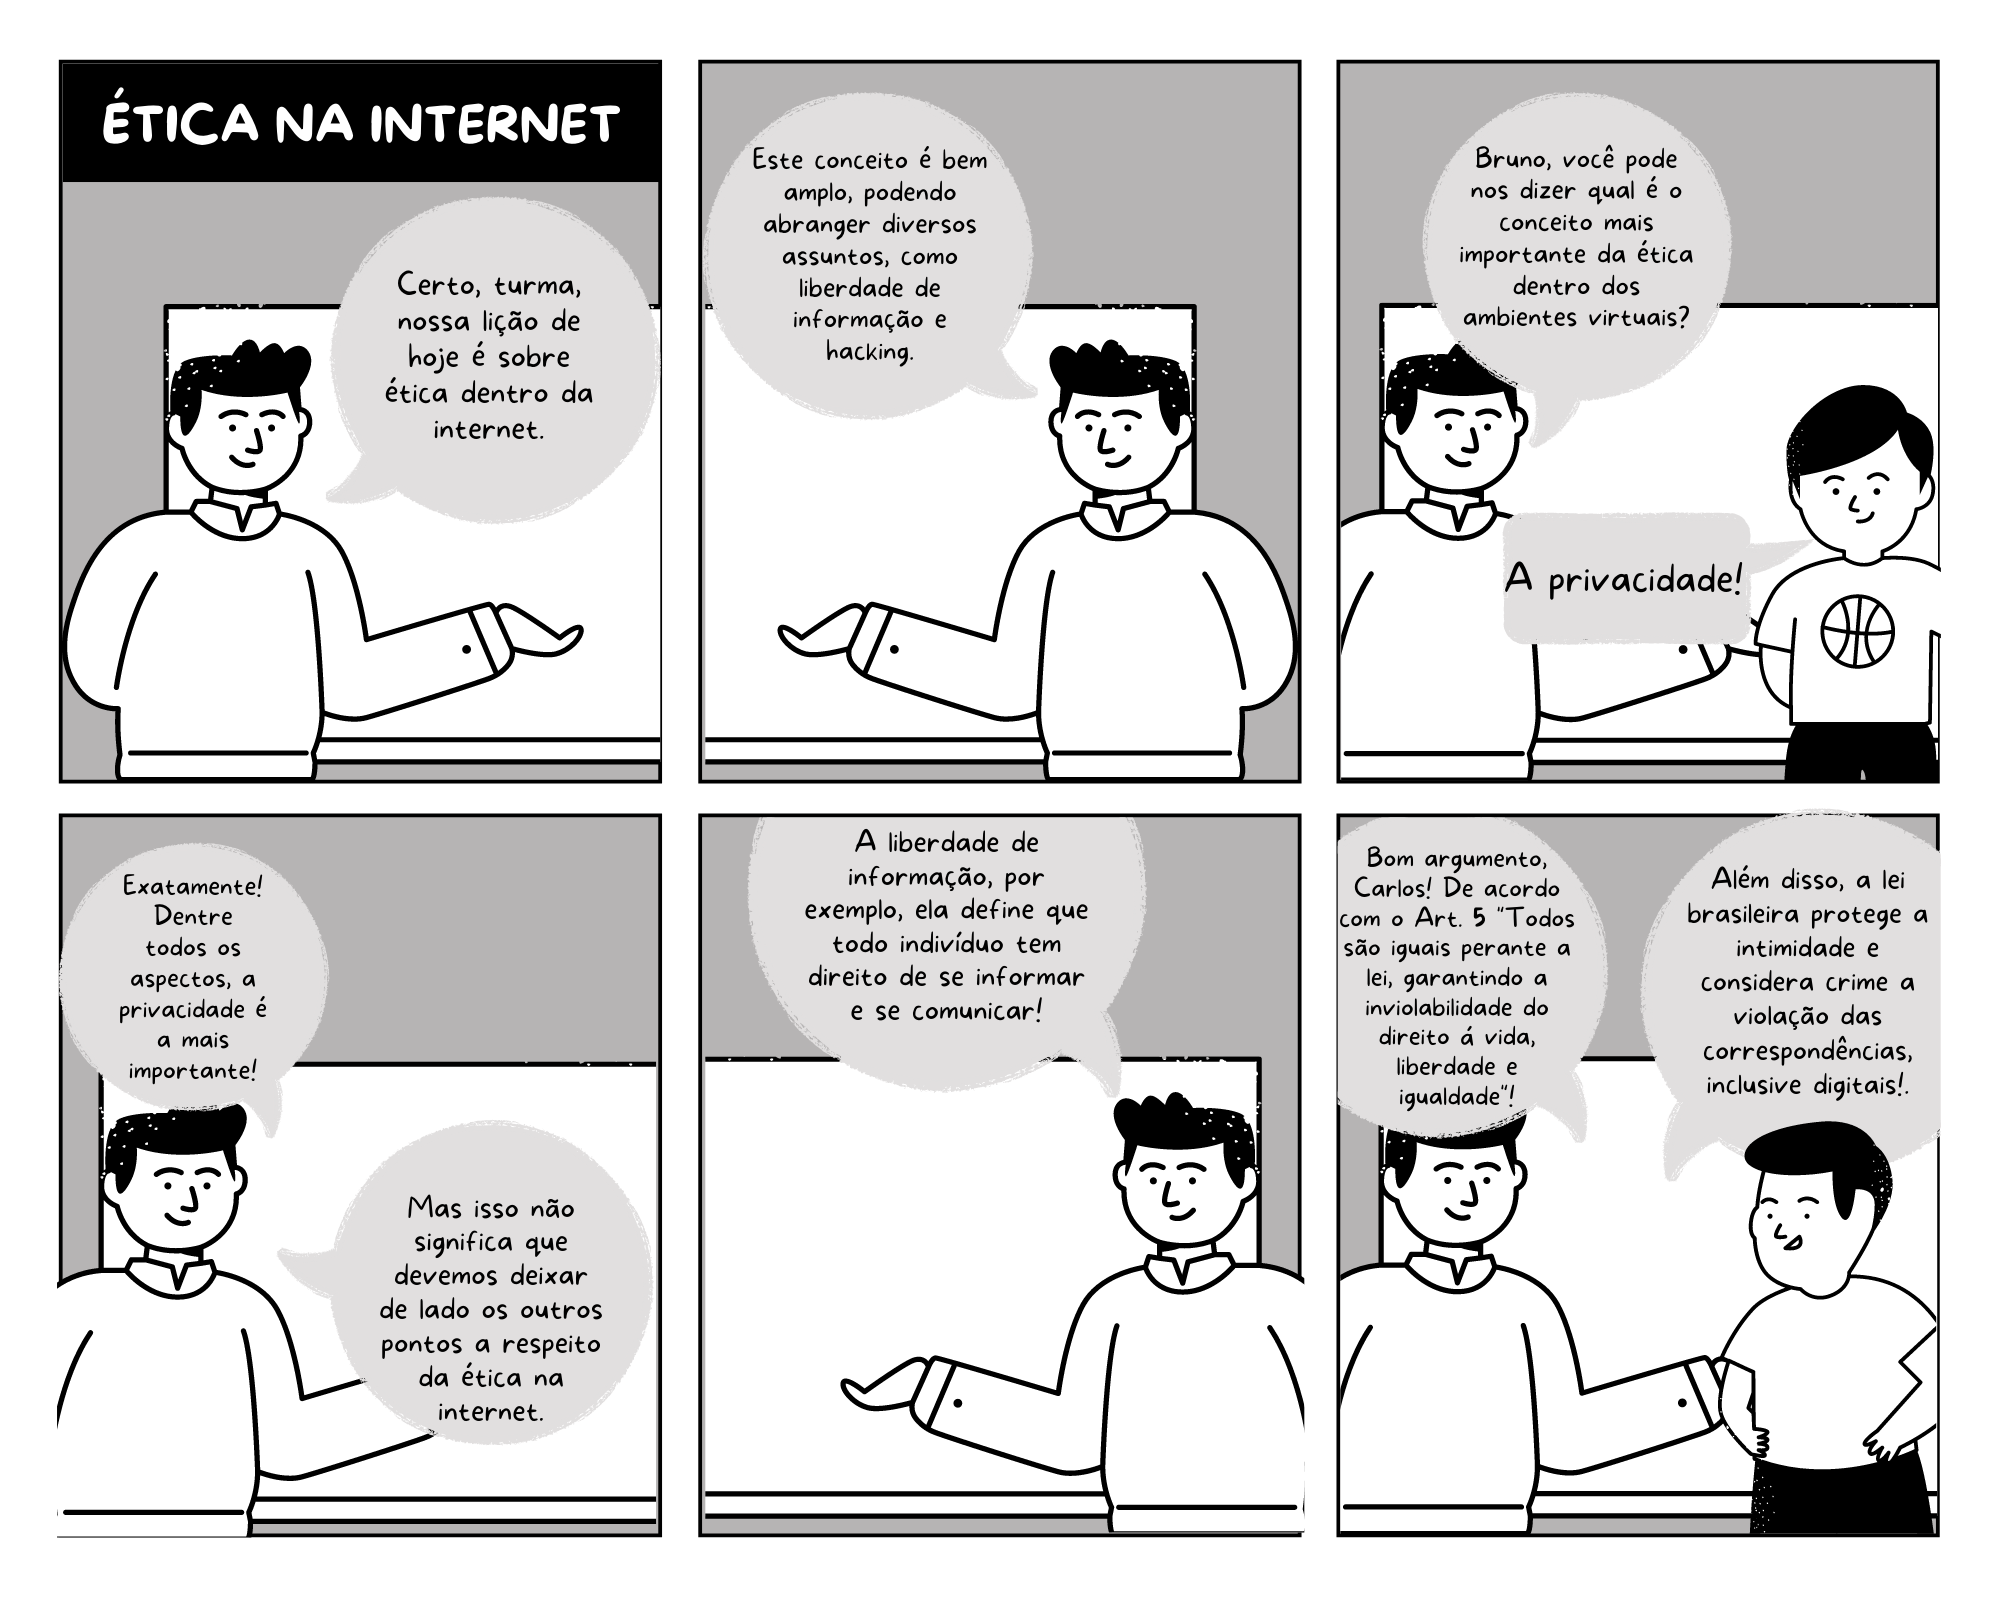 ÉTICA NA INTERNET
Certo, turma,
nossa lição de
hoje é sobre
ética dentro da
internet.
Este conceito é bem
amplo, podendo
abranger diversos
assuntos, como
liberdade de
informação e
hacking.
Bruno, você pode
nos dizer qual é o
conceito mais
importante da ética
dentro dos
ambientes virtuais?
A privacidade!
Exatamente!
Dentre
todos os
aspectos, a
privacidade é
a mais
importante!
Mas isso não
significa que
devemos deixar
de lado os outros
pontos a respeito
da ética na
internet.
A liberdade de
informação, por
exemplo, ela define que
todo indivíduo tem
direito de se informar
e se comunicar!
Bom argumento,
Carlos! De acordo
com o Art. 5 "Todos
são iguais perante a
lei, garantindo a
inviolabilidade do
direito á vida,
liberdade e
igualdade"!
Além disso, a lei
brasileira protege a
intimidade e
considera crime a
violação das
correspondências,
inclusive digitais!.